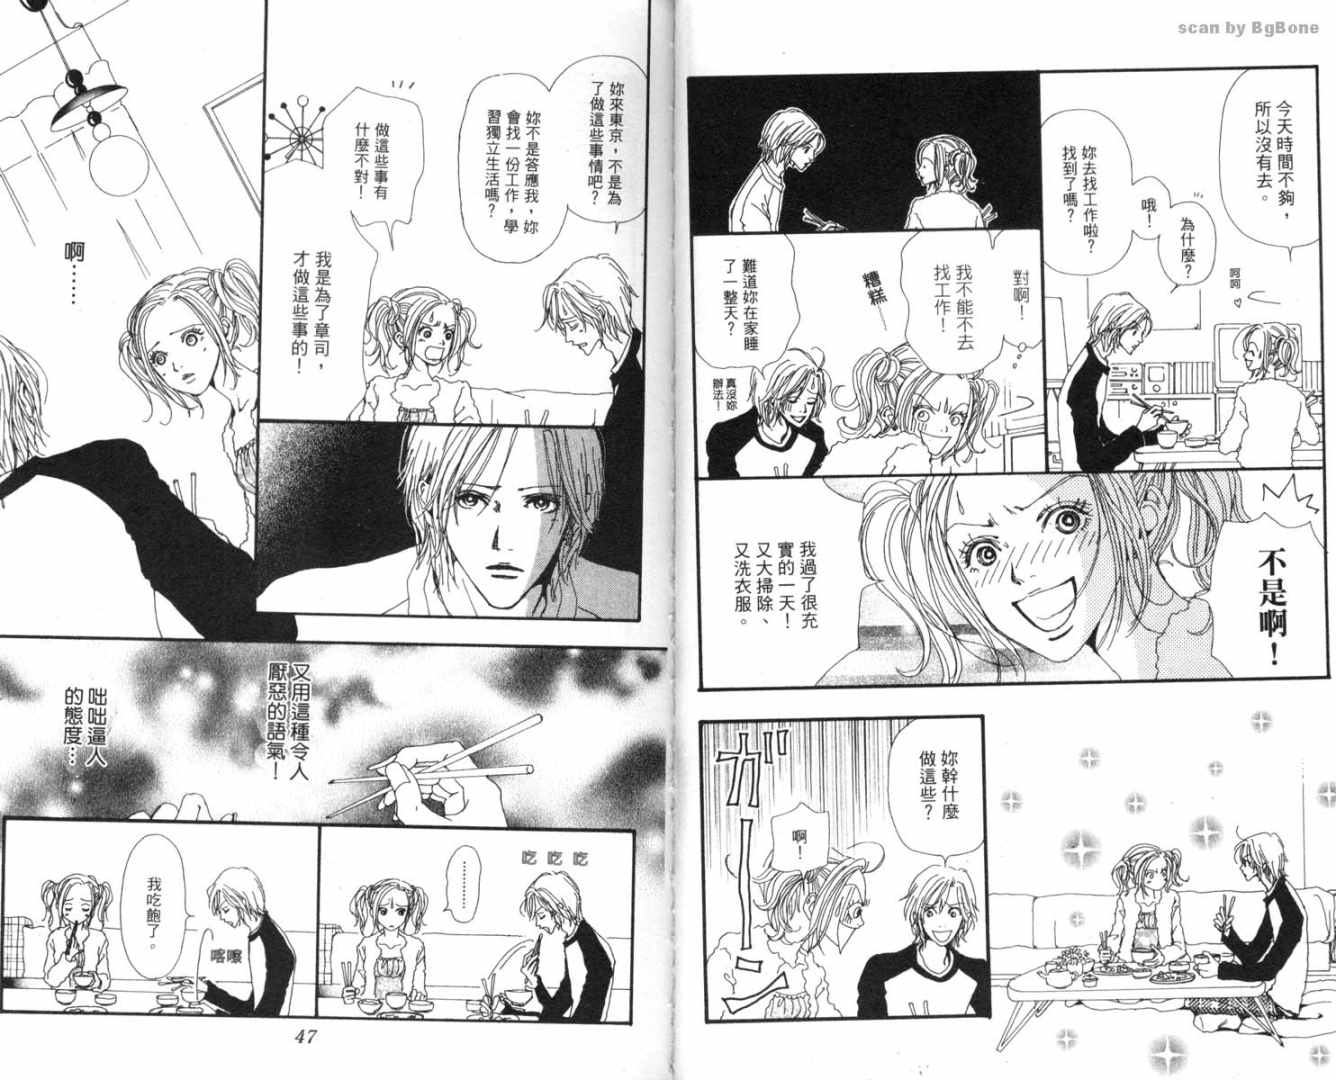 scan by BgBone
今天時間不夠，
所以沒有去。
為什麼？
哦！
妳去找工作啦？
找到了嗎？
呵呵
對啊！
我不能不去
找工作！
糟糕
難道妳在家睡
了一整天？
真沒妳
辦法！
不是啊！
我過了很充
實的一天！
又大掃除、
又洗衣服。
妳幹什麼
做這些？
啊！
ガーン
妳來東京，不是為
了做這些事情吧？
妳不是答應我，妳
會找一份工作，學
習獨立生活嗎？
做這些事有
什麼不對！
我是為了章司，
才做這些事的！
啊……
又用這種令人
厭惡的語氣！
咄咄逼人
的態度…
吃吃吃
………
喀嚓
我吃飽了。
47